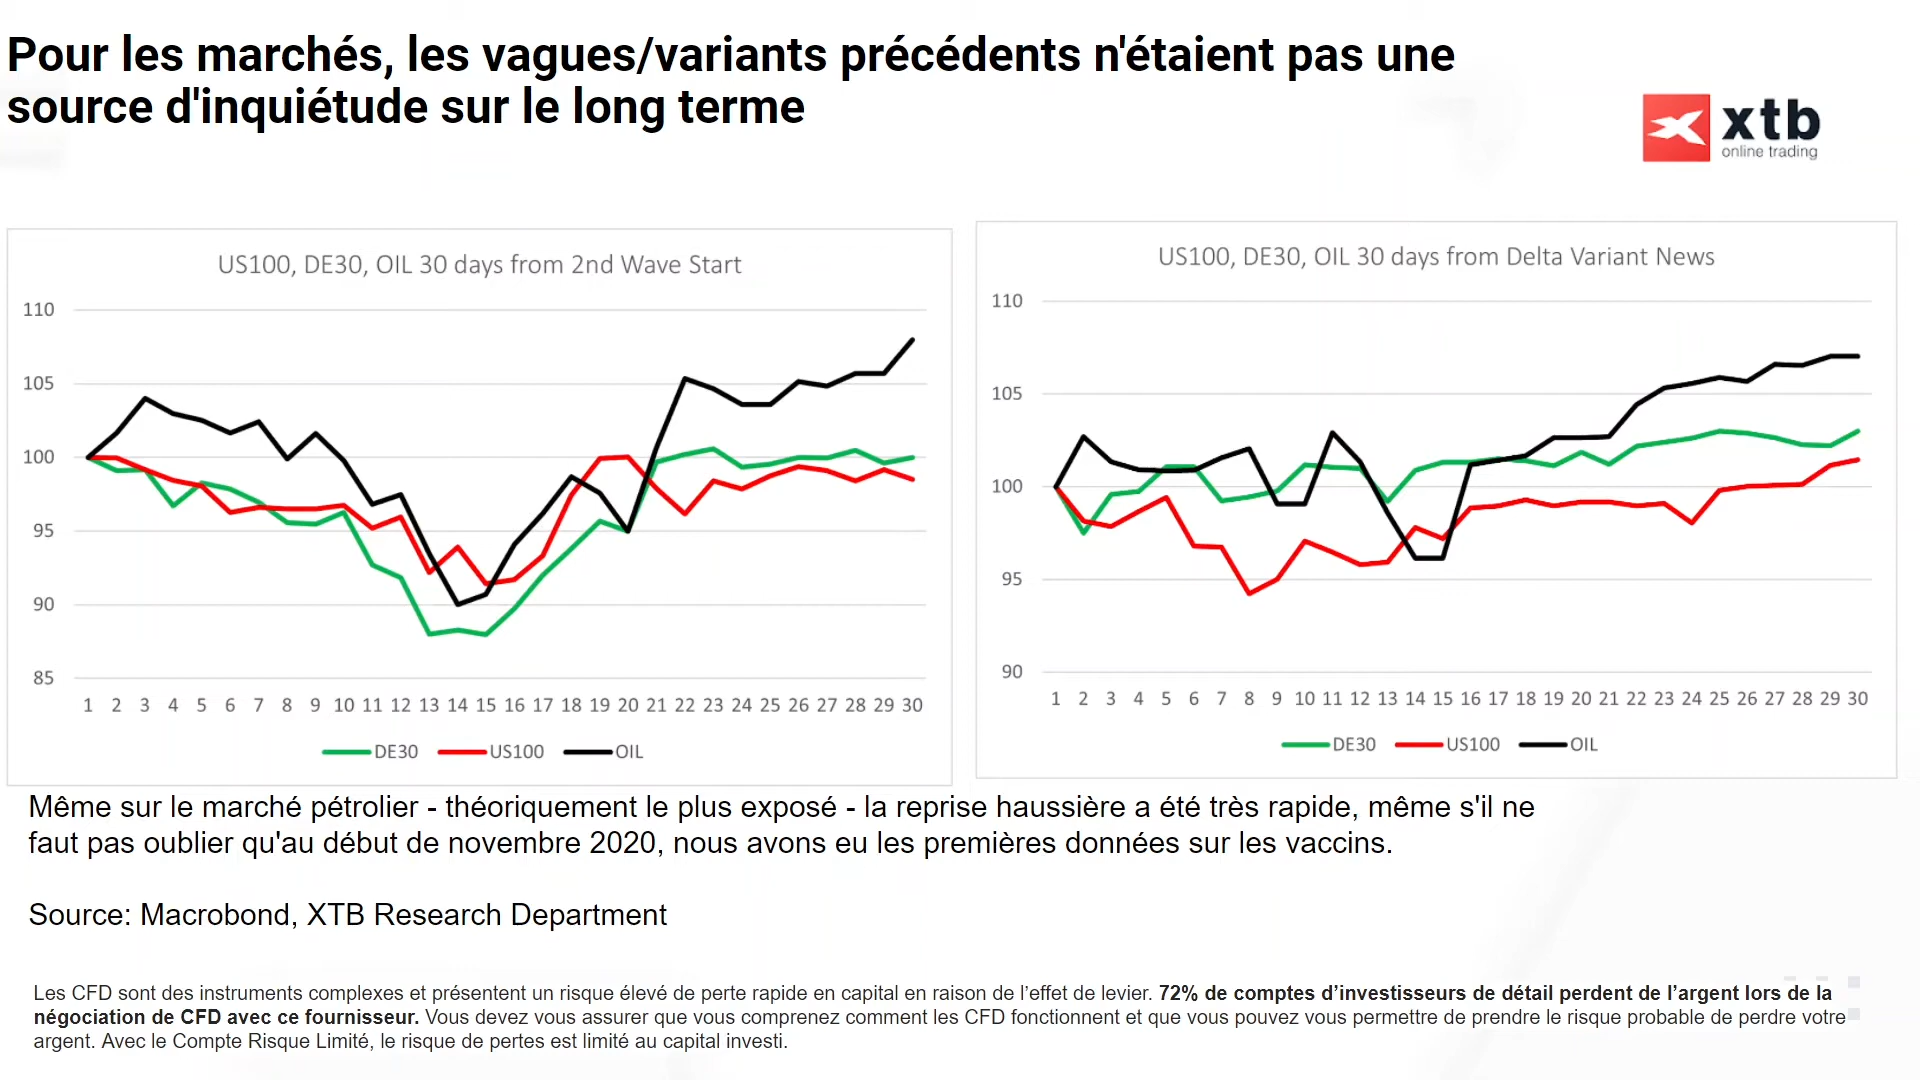 Pour les marchés, les vagues/variants précédents n'étaient pas une
source d'inquiétude sur le long terme
xtb
online trading
US100, DE30, OIL 30 days from 2nd Wave Start
110
105
100
95
90
85
1 2 3 4 5 6 7 8 9 10 11 12 13 14 15 16 17 18 19 20 21 22 23 24 25 26 27 28 29 30
DE30 US100 OIL
US100, DE30, OIL 30 days from Delta Variant News
110
105
100
95
90
1 2 3 4 5 6 7 8 9 10 11 12 13 14 15 16 17 18 19 20 21 22 23 24 25 26 27 28 29 30
DE30 US100 OIL
Même sur le marché pétrolier - théoriquement le plus exposé - la reprise haussière a été très rapide, même s'il ne
faut pas oublier qu'au début de novembre 2020, nous avons eu les premières données sur les vaccins.
Source: Macrobond, XTB Research Department
Les CFD sont des instruments complexes et présentent un risque élevé de perte rapide en capital en raison de l’effet de levier. 72% de comptes d’investisseurs de détail perdent de l’argent lors de la
négociation de CFD avec ce fournisseur. Vous devez vous assurer que vous comprenez comment les CFD fonctionnent et que vous pouvez vous permettre de prendre le risque probable de perdre votre
argent. Avec le Compte Risque Limité, le risque de pertes est limité au capital investi.